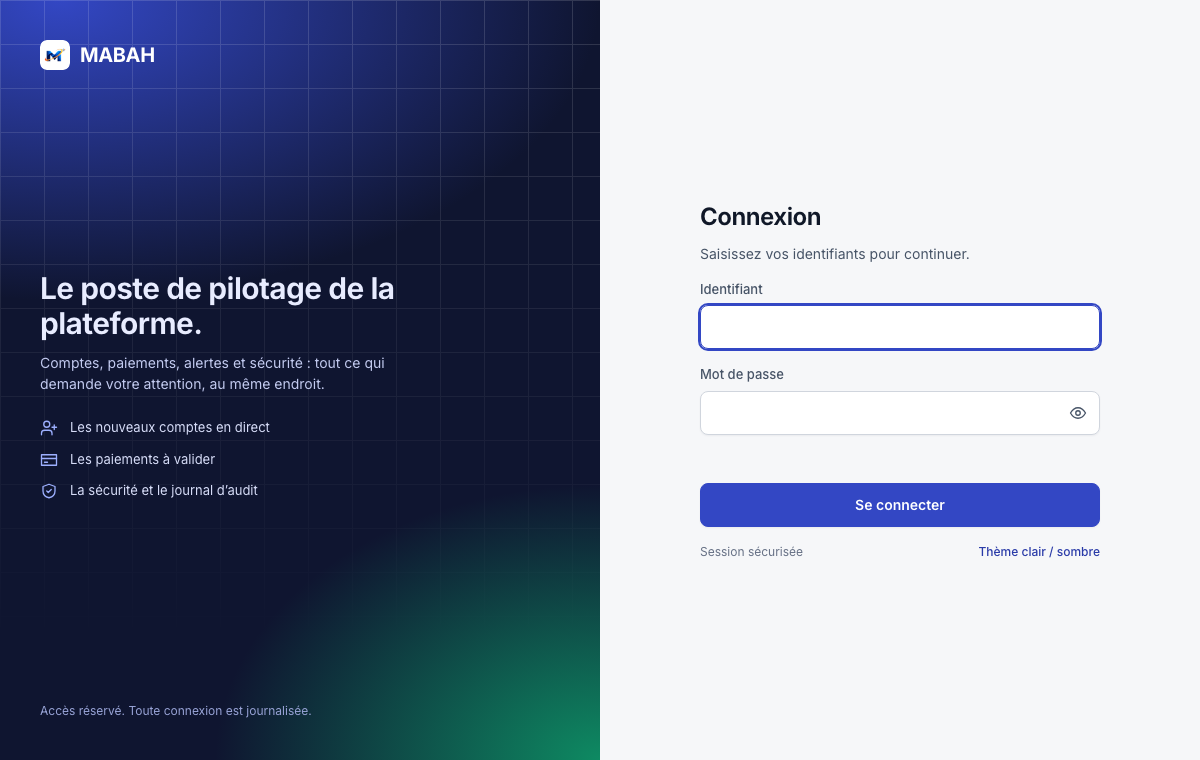 MABAH
Le poste de pilotage de la
plateforme.
Comptes, paiements, alertes et sécurité : tout ce qui
demande votre attention, au même endroit.
Les nouveaux comptes en direct
Les paiements à valider
La sécurité et le journal d’audit
Accès réservé. Toute connexion est journalisée.
Connexion
Saisissez vos identifiants pour continuer.
Identifiant
Mot de passe
Se connecter
Session sécurisée
Thème clair / sombre